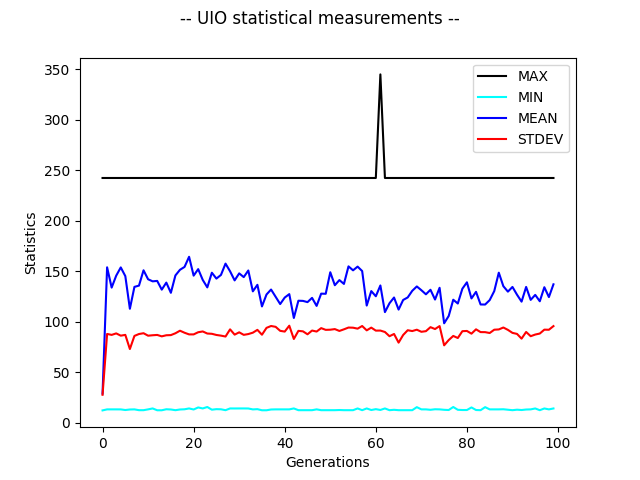 -- UIO statistical measurements --
350
300
250
200
150
100
50
0
Statistics
MAX
MIN
MEAN
STDEV
0 20 40 60 80 100
Generations